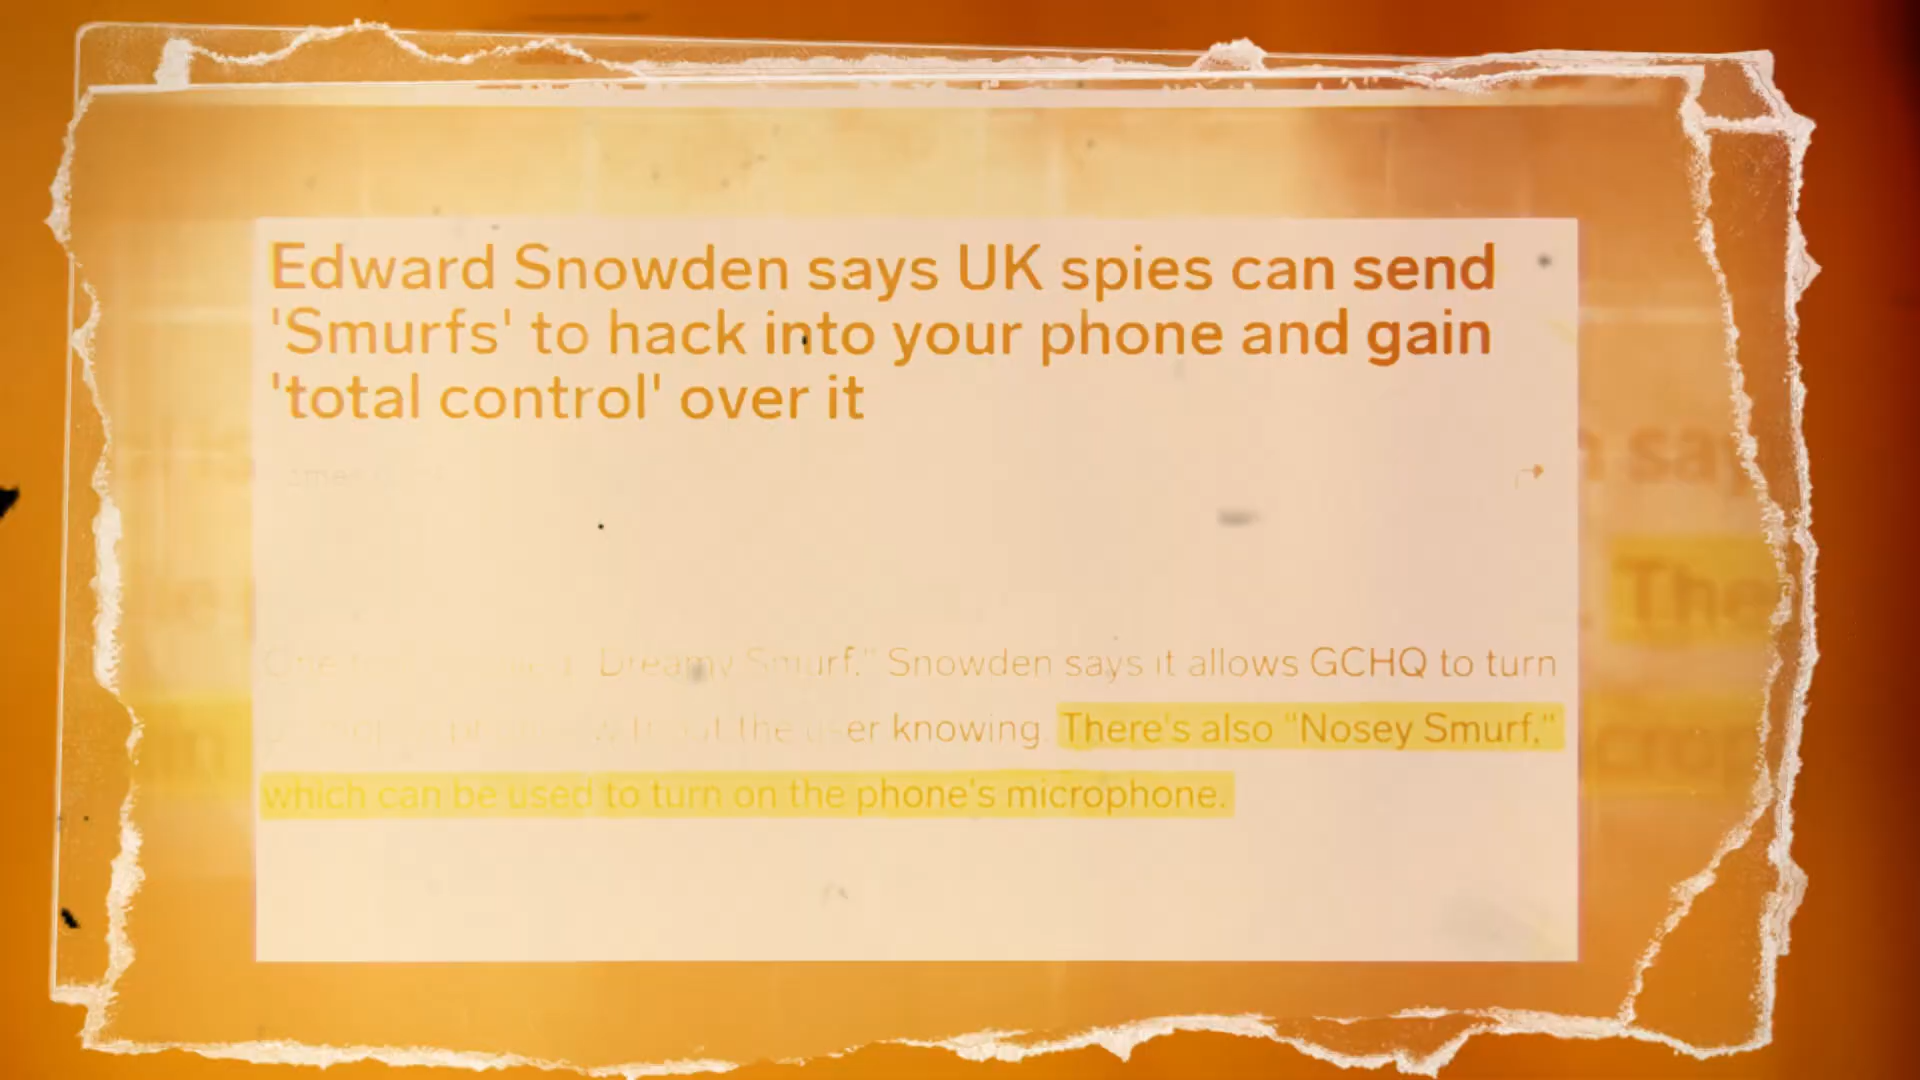 Edward Snowden says UK spies can send
'Smurfs' to hack into your phone and gain
'total control' over it
Dreamy Smurf." Snowden says it allows GCHQ to turn
the user knowing. There's also "Nosey Smurf,"
which can be used to turn on the phone's microphone.